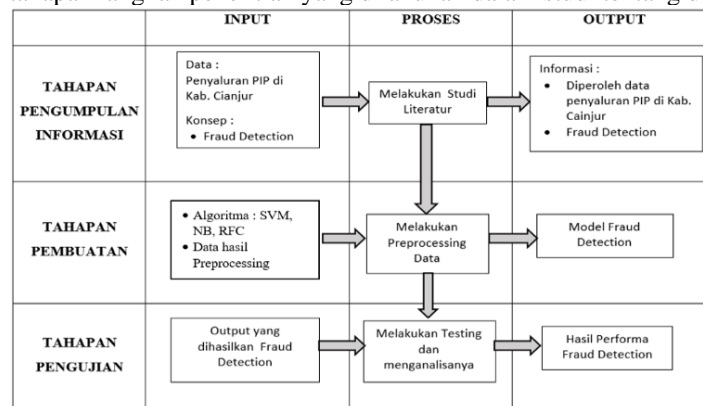 INPUT
PROSES
OUTPUT
TAHAPAN
PENGUMPULAN
INFORMASI
Data :
Penyaluran PIP di
Kab. Cianjur
Konsep :
• Fraud Detection
Melakukan Studi
Literatur
Informasi :
• Diperoleh data
penyaluran PIP di Kab.
Cainjur
• Fraud Detection
TAHAPAN
PEMBUATAN
• Algoritma : SVM,
NB, RFC
• Data hasil
Preprocessing
Melakukan
Preprocessing
Data
Model Fraud
Detection
TAHAPAN
PENGUJIAN
Output yang
dihasilkan Fraud
Detection
Melakukan Testing
dan
menganalisanya
Hasil Performa
Fraud Detection